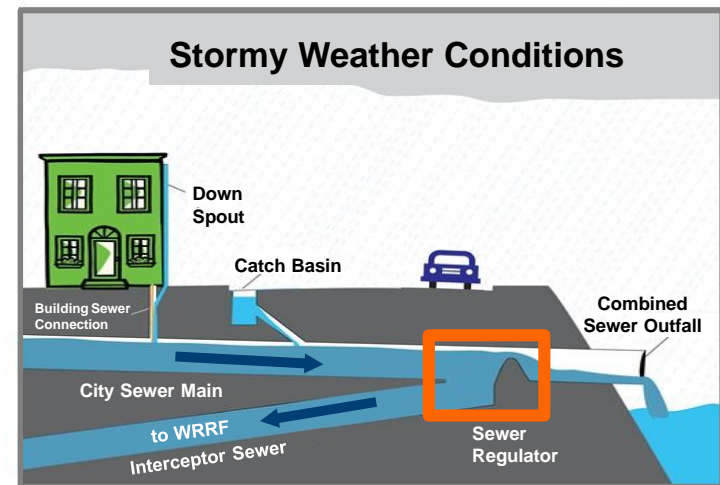 Stormy Weather Conditions
Down
Spout
Catch Basin
Building Sewer
Connection
Combined
Sewer Outfall
City Sewer Main
to WRRF
Interceptor Sewer
Sewer
Regulator